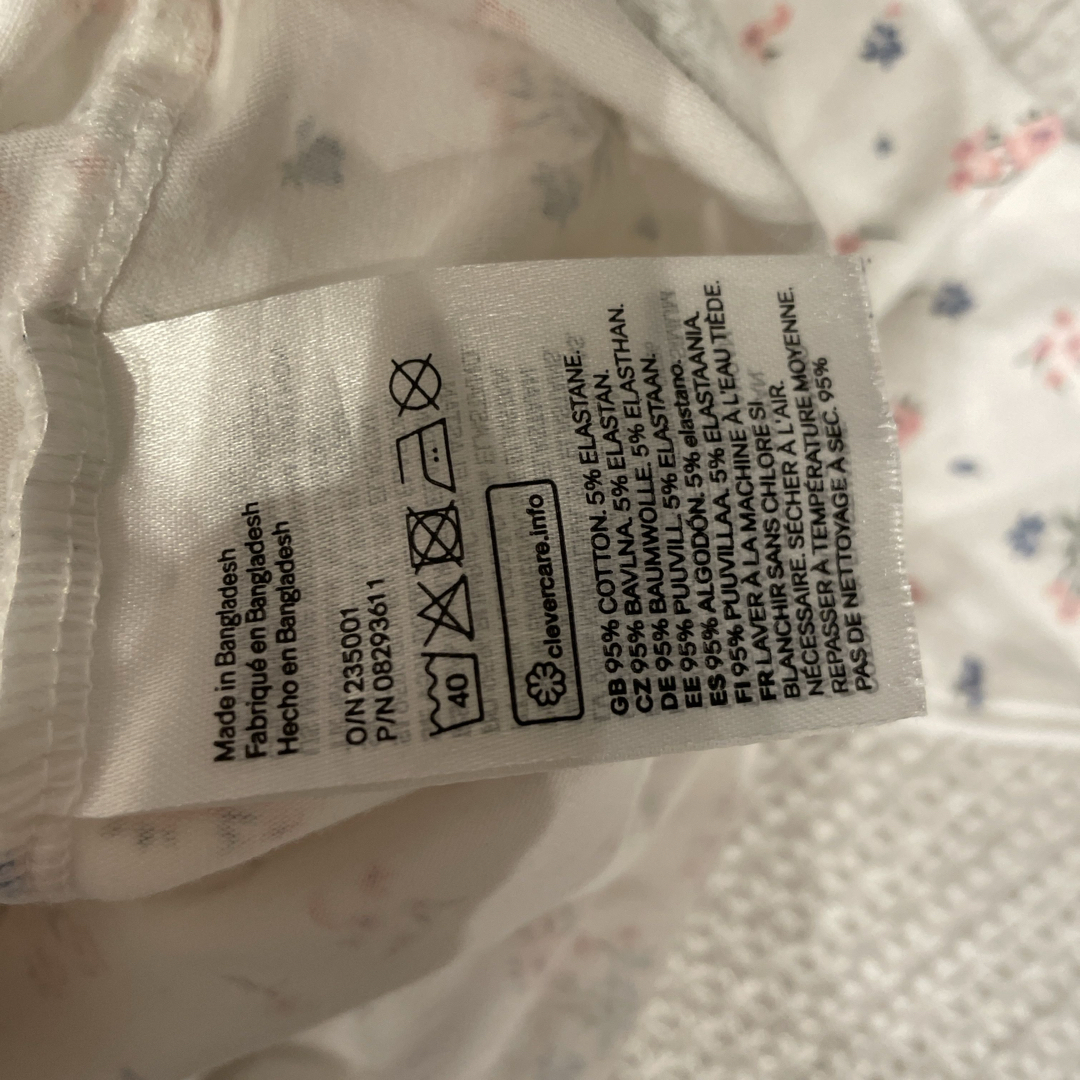 Made in Bangladesh
Fabriqué en Bangladesh
Hecho en Bangladesh
O/N 235001
P/N 08293611
40
clevercare.info
GB 95% COTTON. 5% ELASTANE.
CZ 95% BAVLNA. 5% ELASTAN.
DE 95% BAUMWOLLE. 5% ELASTHAN.
EE 95% PUUVILL. 5% ELASTAAN.
ES 95% ALGODÓN. 5% elastano.
FI 95% PUUVILLAA. 5% ELASTAANIA.
FR LAVER À LA MACHINE À L'EAU TIÈDE.
BLANCHIR SANS CHLORE SI
NÉCESSAIRE. SÉCHER À L'AIR.
REPASSER À TEMPÉRATURE MOYENNE.
PAS DE NETTOYAGE À SEC. 95%